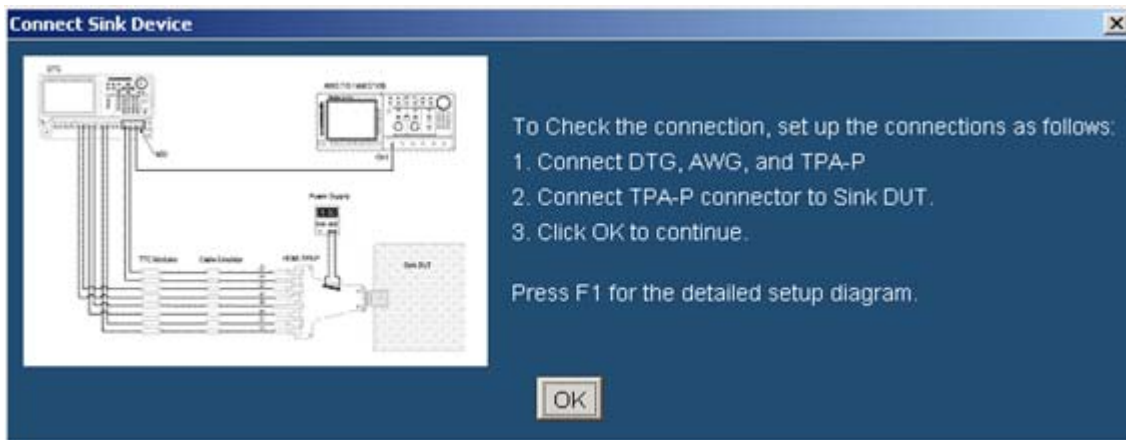 Connect Sink Device
DTG
Power Supply
TTC Modules
Cable Emulator
HDMI TPA-P
Sink DUT
To Check the connection, set up the connections as follows:
1. Connect DTG, AWG, and TPA-P
2. Connect TPA-P connector to Sink DUT.
3. Click OK to continue.
Press F1 for the detailed setup diagram.
OK